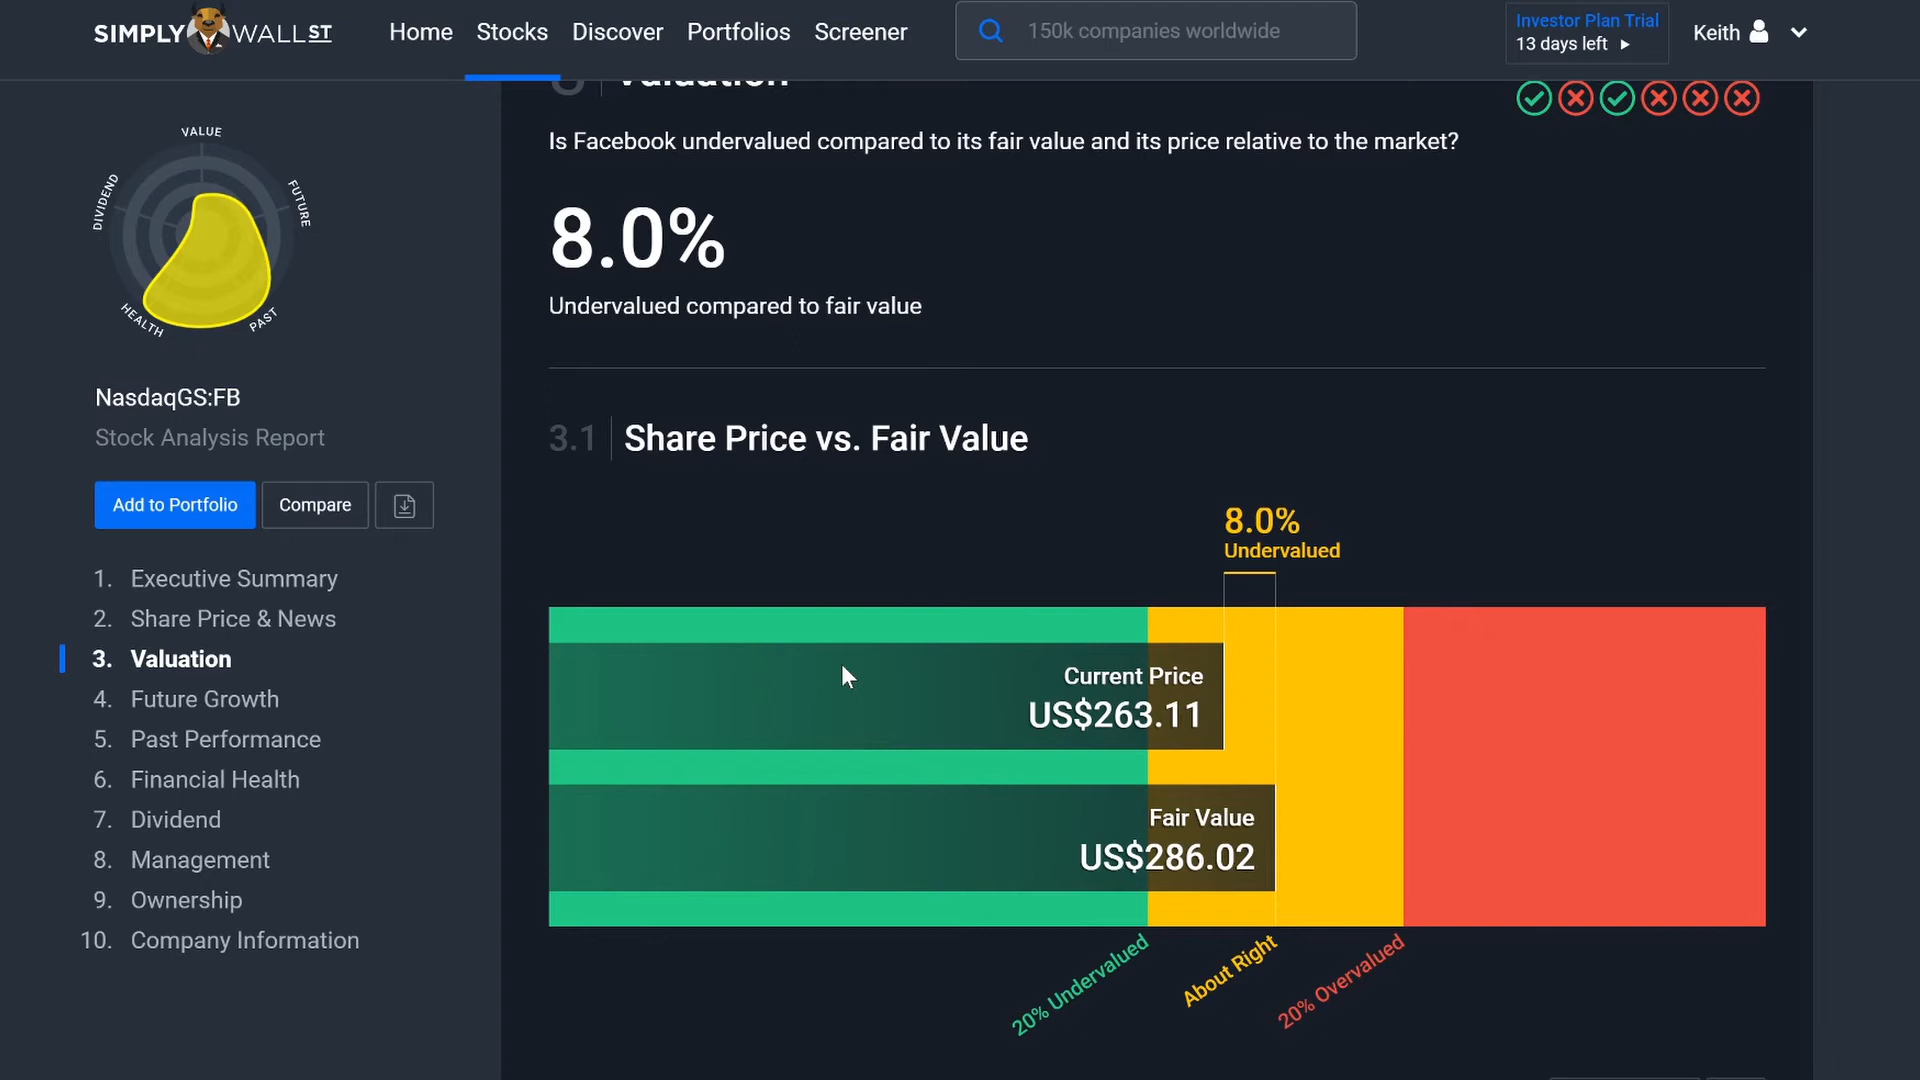 SIMPLY WALLST
Home
Stocks
Discover
Portfolios
Screener
150k companies worldwide
Investor Plan Trial
13 days left
Keith
VALUE
FUTURE
PAST
HEALTH
DIVIDEND
NasdaqGS:FB
Stock Analysis Report
Add to Portfolio
Compare
1. Executive Summary
2. Share Price & News
3. Valuation
4. Future Growth
5. Past Performance
6. Financial Health
7. Dividend
8. Management
9. Ownership
10. Company Information
Valuation
Is Facebook undervalued compared to its fair value and its price relative to the market?
8.0%
Undervalued compared to fair value
3.1 Share Price vs. Fair Value
8.0%
Undervalued
Current Price
US$263.11
Fair Value
US$286.02
20% Undervalued
About Right
20% Overvalued